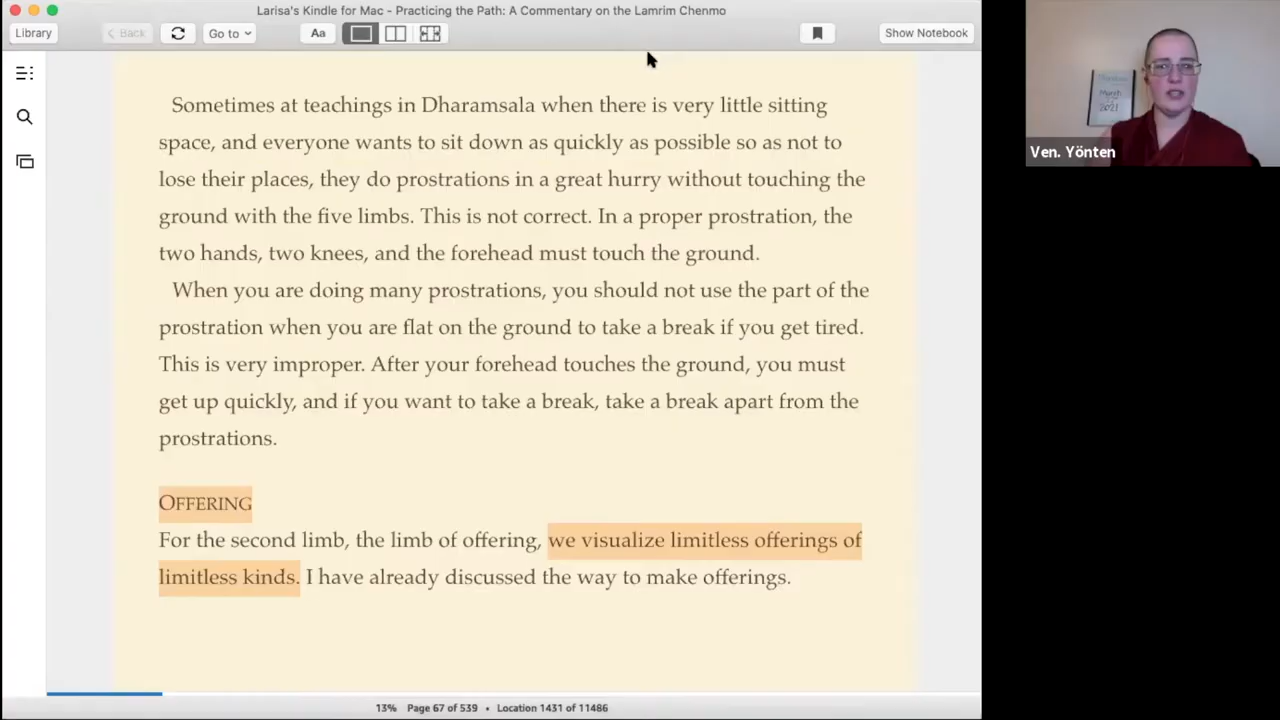 Larisa's Kindle for Mac - Practicing the Path: A Commentary on the Lamrim Chenmo
Library
Back
Go to
Aa
Show Notebook
Sometimes at teachings in Dharamsala when there is very little sitting
space, and everyone wants to sit down as quickly as possible so as not to
lose their places, they do prostrations in a great hurry without touching the
ground with the five limbs. This is not correct. In a proper prostration, the
two hands, two knees, and the forehead must touch the ground.
When you are doing many prostrations, you should not use the part of the
prostration when you are flat on the ground to take a break if you get tired.
This is very improper. After your forehead touches the ground, you must
get up quickly, and if you want to take a break, take a break apart from the
prostrations.
OFFERING
For the second limb, the limb of offering, we visualize limitless offerings of
limitless kinds. I have already discussed the way to make offerings.
13% Page 67 of 539 • Location 1431 of 11486
March
2021
Ven. Yönten